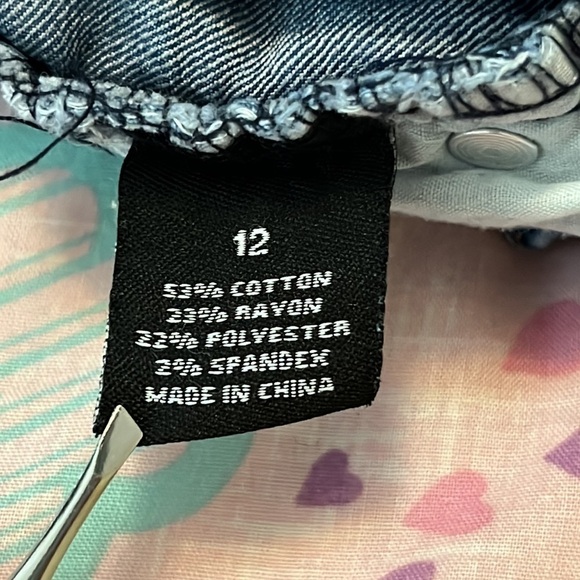 12
53% COTTON
23% RAYON
22% POLYESTER
2% SPANDEX
MADE IN CHINA